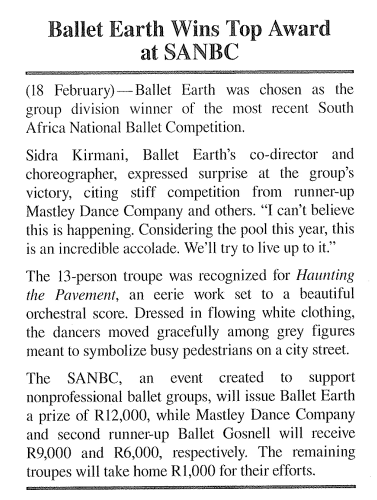 Ballet Earth Wins Top Award
at SANBC
(18 February)—Ballet Earth was chosen as the
group division winner of the most recent South
Africa National Ballet Competition.
Sidra Kirmani, Ballet Earth's co-director and
choreographer, expressed surprise at the group's
victory, citing stiff competition from runner-up
Mastley Dance Company and others. “I can't believe
this is happening. Considering the pool this year, this
is an incredible accolade. We'll try to live up to it.”
The 13-person troupe was recognized for Haunting
the Pavement, an eerie work set to a beautiful
orchestral score. Dressed in flowing white clothing,
the dancers moved gracefully among grey figures
meant to symbolize busy pedestrians on a city street.
The SANBC, an event created to support
nonprofessional ballet groups, will issue Ballet Earth
a prize of R12,000, while Mastley Dance Company
and second runner-up Ballet Gosnell will receive
R9,000 and R6,000, respectively. The remaining
troupes will take home R1,000 for their efforts.